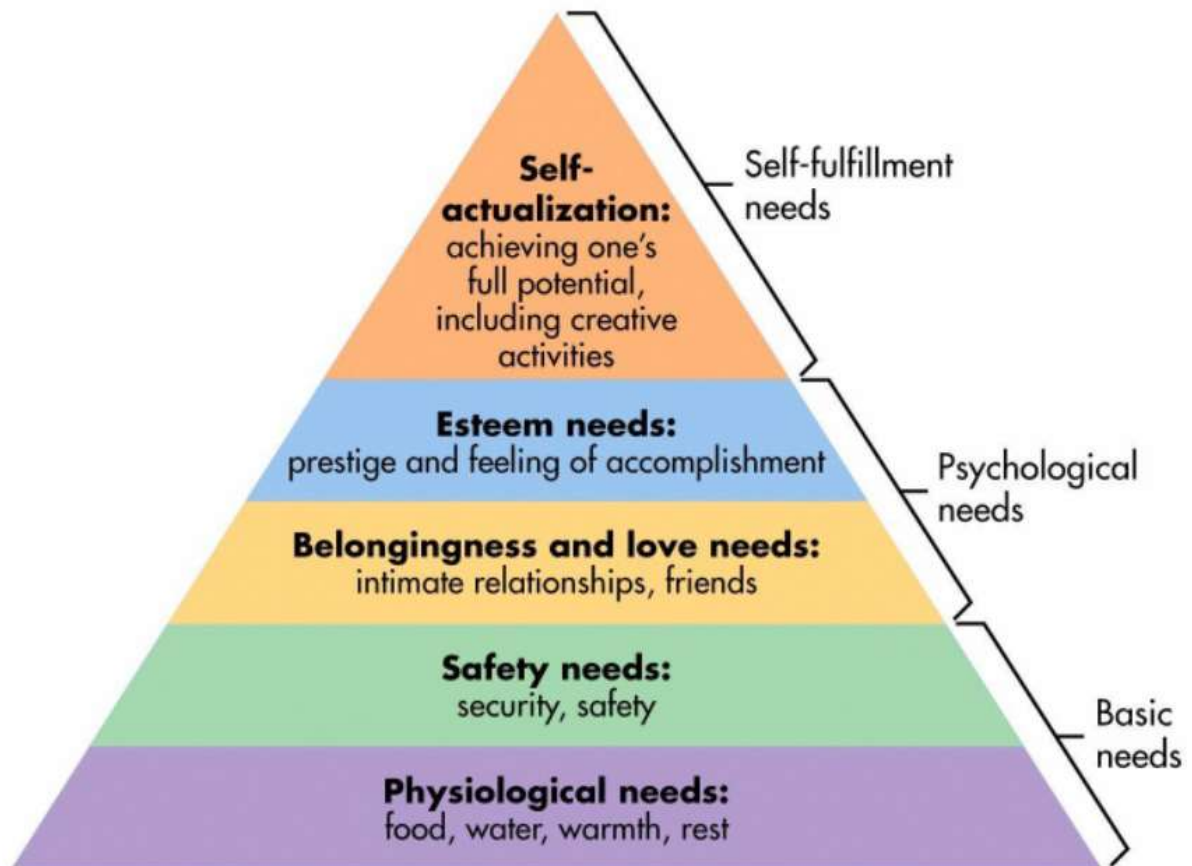 Self-
actualization:
achieving one's
full potential,
including creative
activities
Self-fulfillment
needs
Esteem needs:
prestige and feeling of accomplishment
Belongingness and love needs:
intimate relationships, friends
Psychological
needs
Safety needs:
security, safety
Physiological needs:
food, water, warmth, rest
Basic
needs